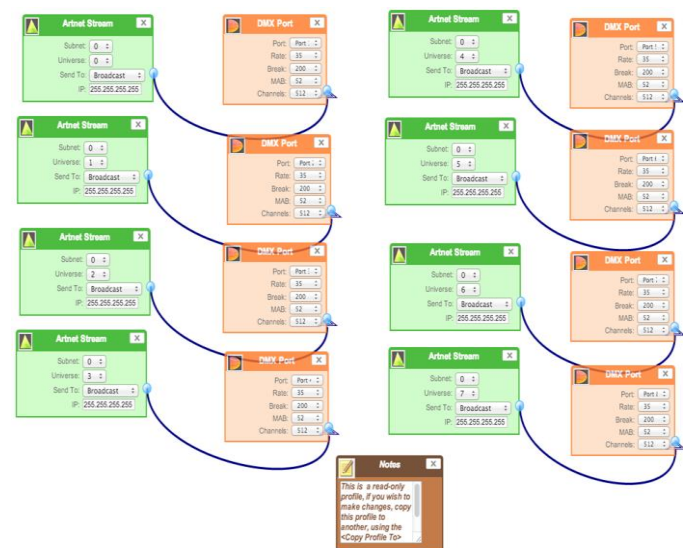 Artnet Stream X
Subnet: 0
Universe: 0
Send To: Broadcast
IP: 255.255.255.255
DMX Port X
Port: Port
Rate: 35
Break: 200
MAB: 52
Channels: 512
Artnet Stream X
Subnet: 0
Universe: 4
Send To: Broadcast
IP: 255.255.255.255
DMX Port X
Port: Port
Rate: 35
Break: 200
MAB: 52
Channels: 512
Artnet Stream X
Subnet: 0
Universe: 1
Send To: Broadcast
IP: 255.255.255.255
DMX Port X
Port: Port
Rate: 35
Break: 200
MAB: 52
Channels: 512
Artnet Stream X
Subnet: 0
Universe: 5
Send To: Broadcast
IP: 255.255.255.255
DMX Port X
Port: Port
Rate: 35
Break: 200
MAB: 52
Channels: 512
Artnet Stream X
Subnet: 0
Universe: 2
Send To: Broadcast
IP: 255.255.255.255
DMX Port X
Port: Port
Rate: 35
Break: 200
MAB: 52
Channels: 512
Artnet Stream X
Subnet: 0
Universe: 6
Send To: Broadcast
IP: 255.255.255.255
DMX Port X
Port: Port
Rate: 35
Break: 200
MAB: 52
Channels: 512
Artnet Stream X
Subnet: 0
Universe: 3
Send To: Broadcast
IP: 255.255.255.255
DMX Port X
Port: Port
Rate: 35
Break: 200
MAB: 52
Channels: 512
Artnet Stream X
Subnet: 0
Universe: 7
Send To: Broadcast
IP: 255.255.255.255
DMX Port X
Port: Port
Rate: 35
Break: 200
MAB: 52
Channels: 512
Notes X
This is a read-only
profile, if you wish to
make changes, copy
this profile to
another, using the
<Copy Profile To>